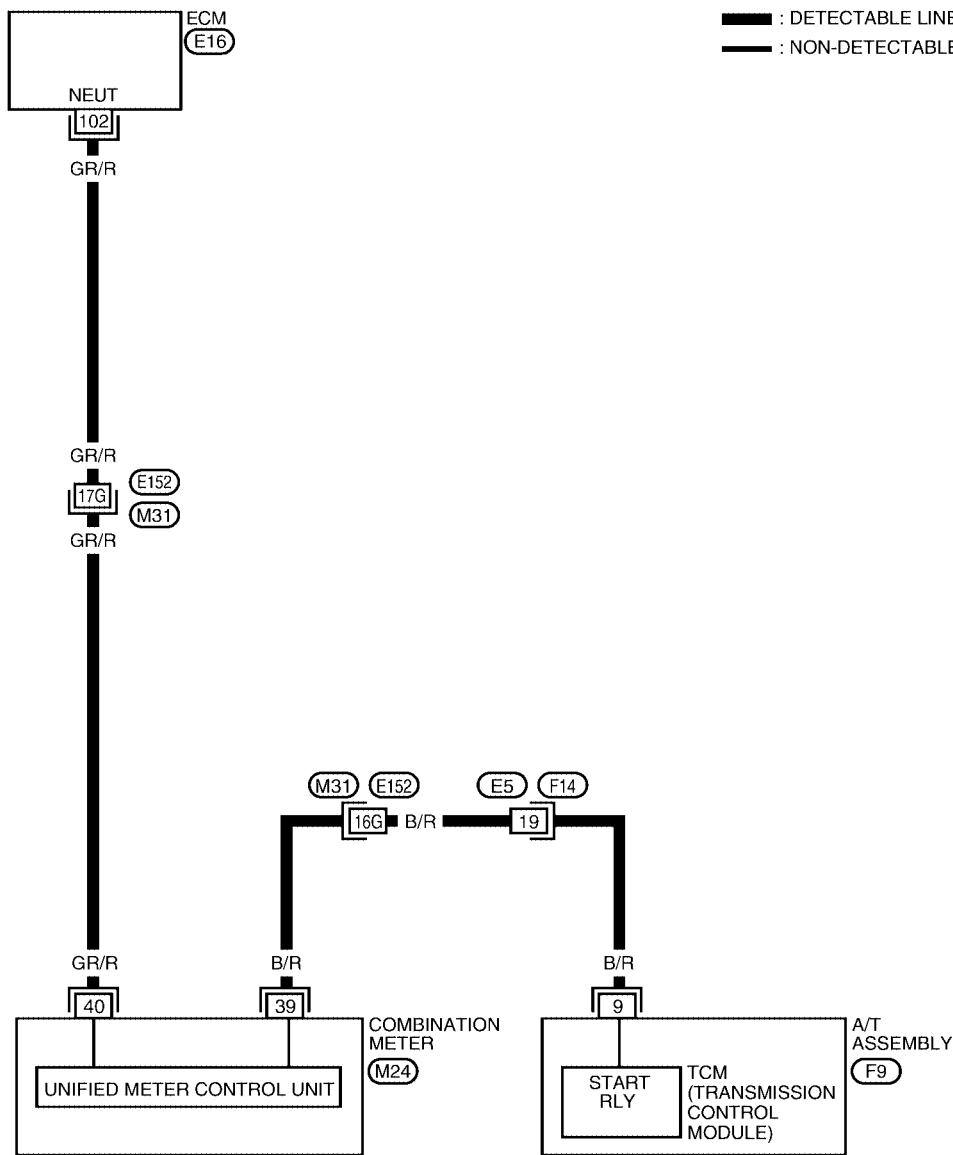 ECM
E16
: DETECTABLE LINE
: NON-DETECTABLE
NEUT
102
GR/R
GR/R
17G
E152
M31
GR/R
M31
E152
E5
F14
16G
B/R
19
GR/R
B/R
B/R
40
39
9
COMBINATION
METER
M24
UNIFIED METER CONTROL UNIT
A/T
ASSEMBLY
F9
START
RLY
TCM
(TRANSMISSION
CONTROL
MODULE)